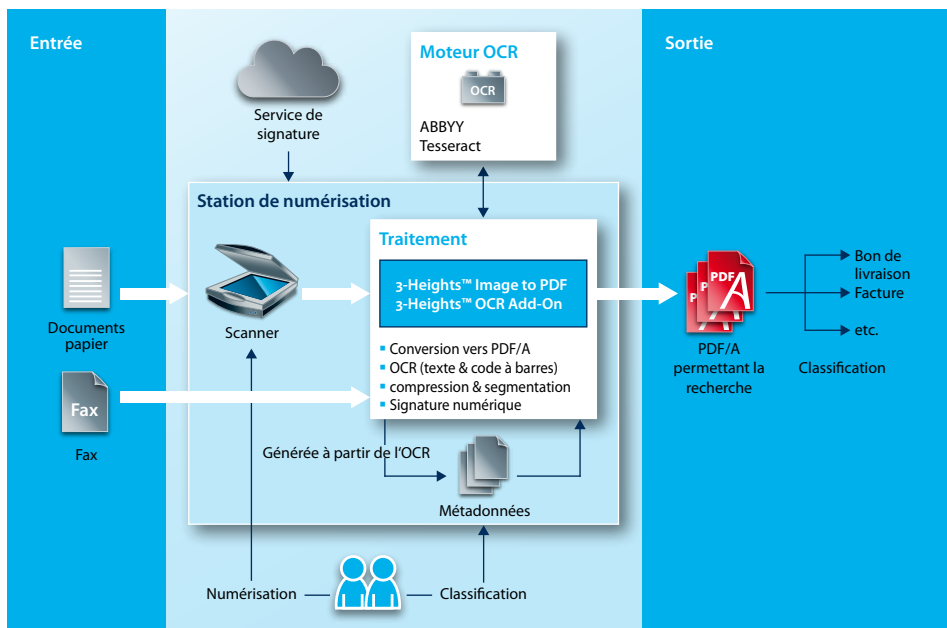 Entrée
Sortie
Service de
signature
Moteur OCR
OCR
ABBYY
Tesseract
Station de numérisation
Scanner
Traitement
3-Heights™ Image to PDF
3-Heights™ OCR Add-On
▪ Conversion vers PDF/A
▪ OCR (texte & code à barres)
▪ compression & segmentation
▪ Signature numérique
Documents
papier
Fax
Fax
Générée à partir de l'OCR
Métadonnées
Numérisation
Classification
P
P
PDF
PDF/A
permettant la
recherche
Bon de
livraison
Facture
etc.
Classification